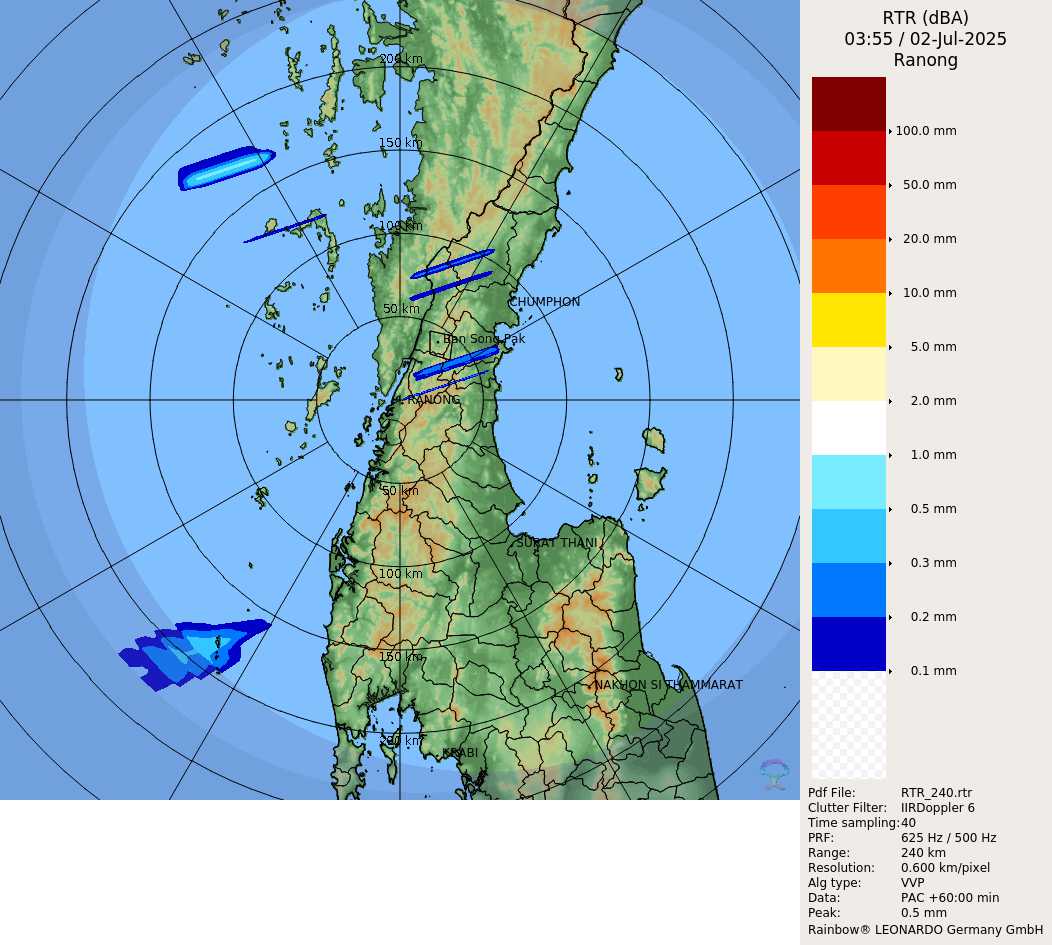 RTR (dBA)
03:55 / 02-Jul-2025
Ranong
200 km
150 km
100 km
50 km
CHUMPHON
Ban Song Pak
RANONG
50 km
SURAT THANI
100 km
150 km
NAKHON SI THAMMARAT
200 km
KRABI
100.0 mm
50.0 mm
20.0 mm
10.0 mm
5.0 mm
2.0 mm
1.0 mm
0.5 mm
0.3 mm
0.2 mm
0.1 mm
Pdf File: RTR_240.rtr
Clutter Filter: IIRDoppler 6
Time sampling: 40
PRF: 625 Hz / 500 Hz
Range: 240 km
Resolution: 0.600 km/pixel
Alg type: VVP
Data: PAC +60:00 min
Peak: 0.5 mm
Rainbow® LEONARDO Germany GmbH